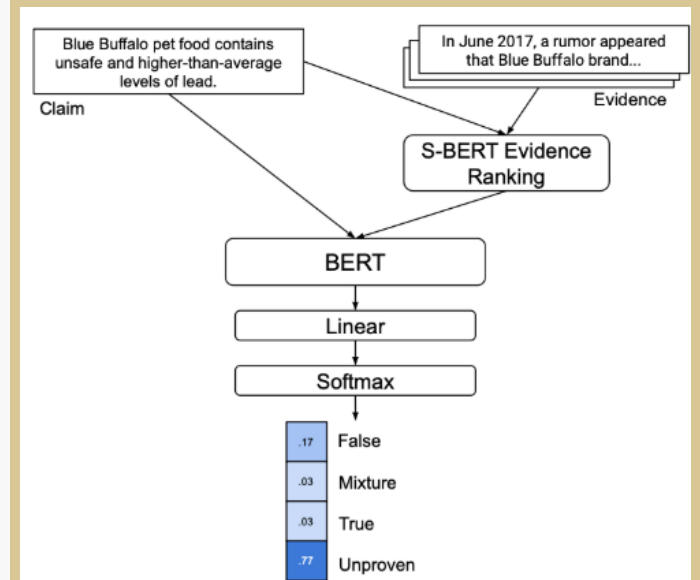 Blue Buffalo pet food contains
unsafe and higher-than-average
levels of lead.
Claim
In June 2017, a rumor appeared
that Blue Buffalo brand...
Evidence
S-BERT Evidence
Ranking
BERT
Linear
Softmax
.17 False
.03 Mixture
.03 True
.77 Unproven